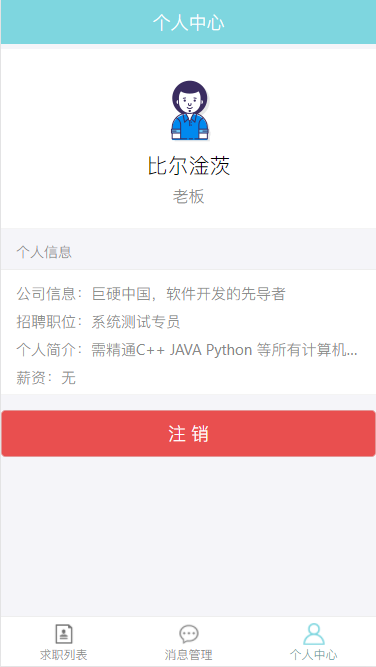 个人中心
比尔淦茨
老板
个人信息
公司信息：巨硬中国，软件开发的先导者
招聘职位：系统测试专员
个人简介：需精通C++ JAVA Python 等所有计算机...
薪资：无
注 销
求职列表
消息管理
个人中心